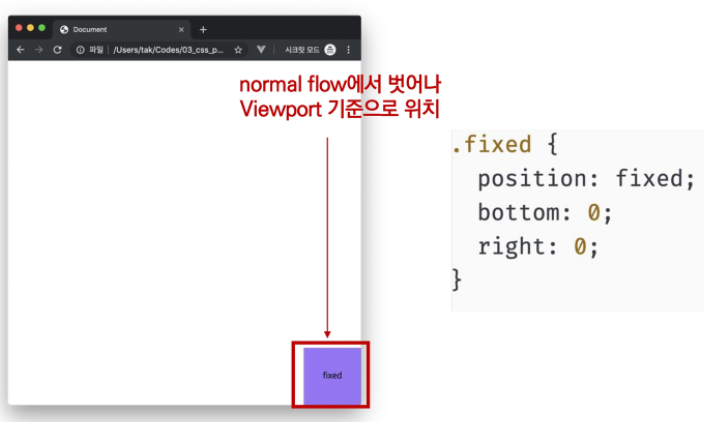 Document
파일 | /Users/tak/Codes/03_css_p...
시크릿 모드
normal flow에서 벗어나
Viewport 기준으로 위치
.fixed {
position: fixed;
bottom: 0;
right: 0;
}
fixed